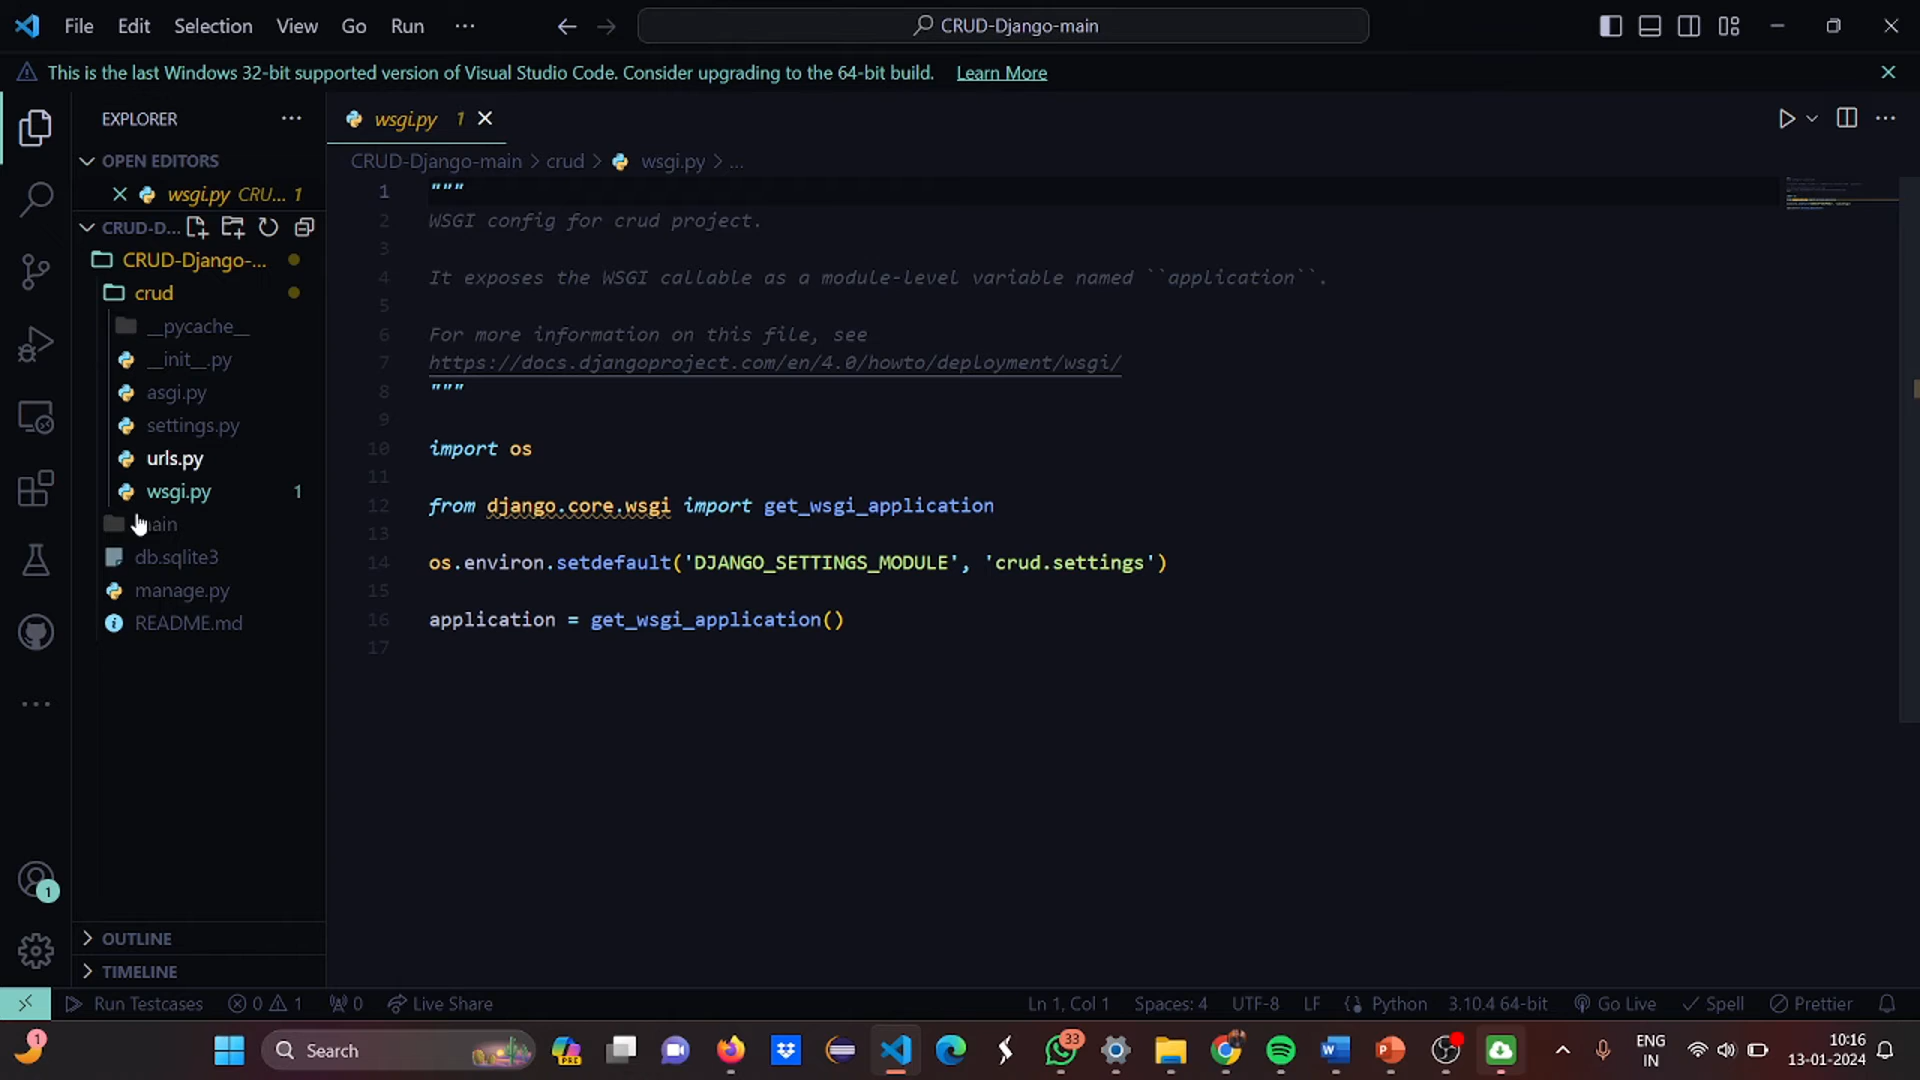 File Edit Selection View Go Run ... CRUD-Django-main
This is the last Windows 32-bit supported version of Visual Studio Code. Consider upgrading to the 64-bit build. Learn More
EXPLORER
OPEN EDITORS
wsgi.py CRU... 1
CRUD-D...
CRUD-Django-...
crud
__pycache__
__init__.py
asgi.py
settings.py
urls.py
wsgi.py 1
db.sqlite3
manage.py
README.md
OUTLINE
TIMELINE
wsgi.py 1
CRUD-Django-main > crud > wsgi.py > ...
1 """
2 WSGI config for crud project.
3
4 It exposes the WSGI callable as a module-level variable named ``application``.
5
6 For more information on this file, see
7 https://docs.djangoproject.com/en/4.0/howto/deployment/wsgi/
8 """
9
10 import os
11
12 from django.core.wsgi import get_wsgi_application
13
14 os.environ.setdefault('DJANGO_SETTINGS_MODULE', 'crud.settings')
15
16 application = get_wsgi_application()
17
1
Run Testcases 0 1 0 Live Share Ln 1, Col 1 Spaces: 4 UTF-8 LF Python 3.10.4 64-bit Go Live Spell Prettier
1 Search PRE 33 ENG IN 10:16
13-01-2024